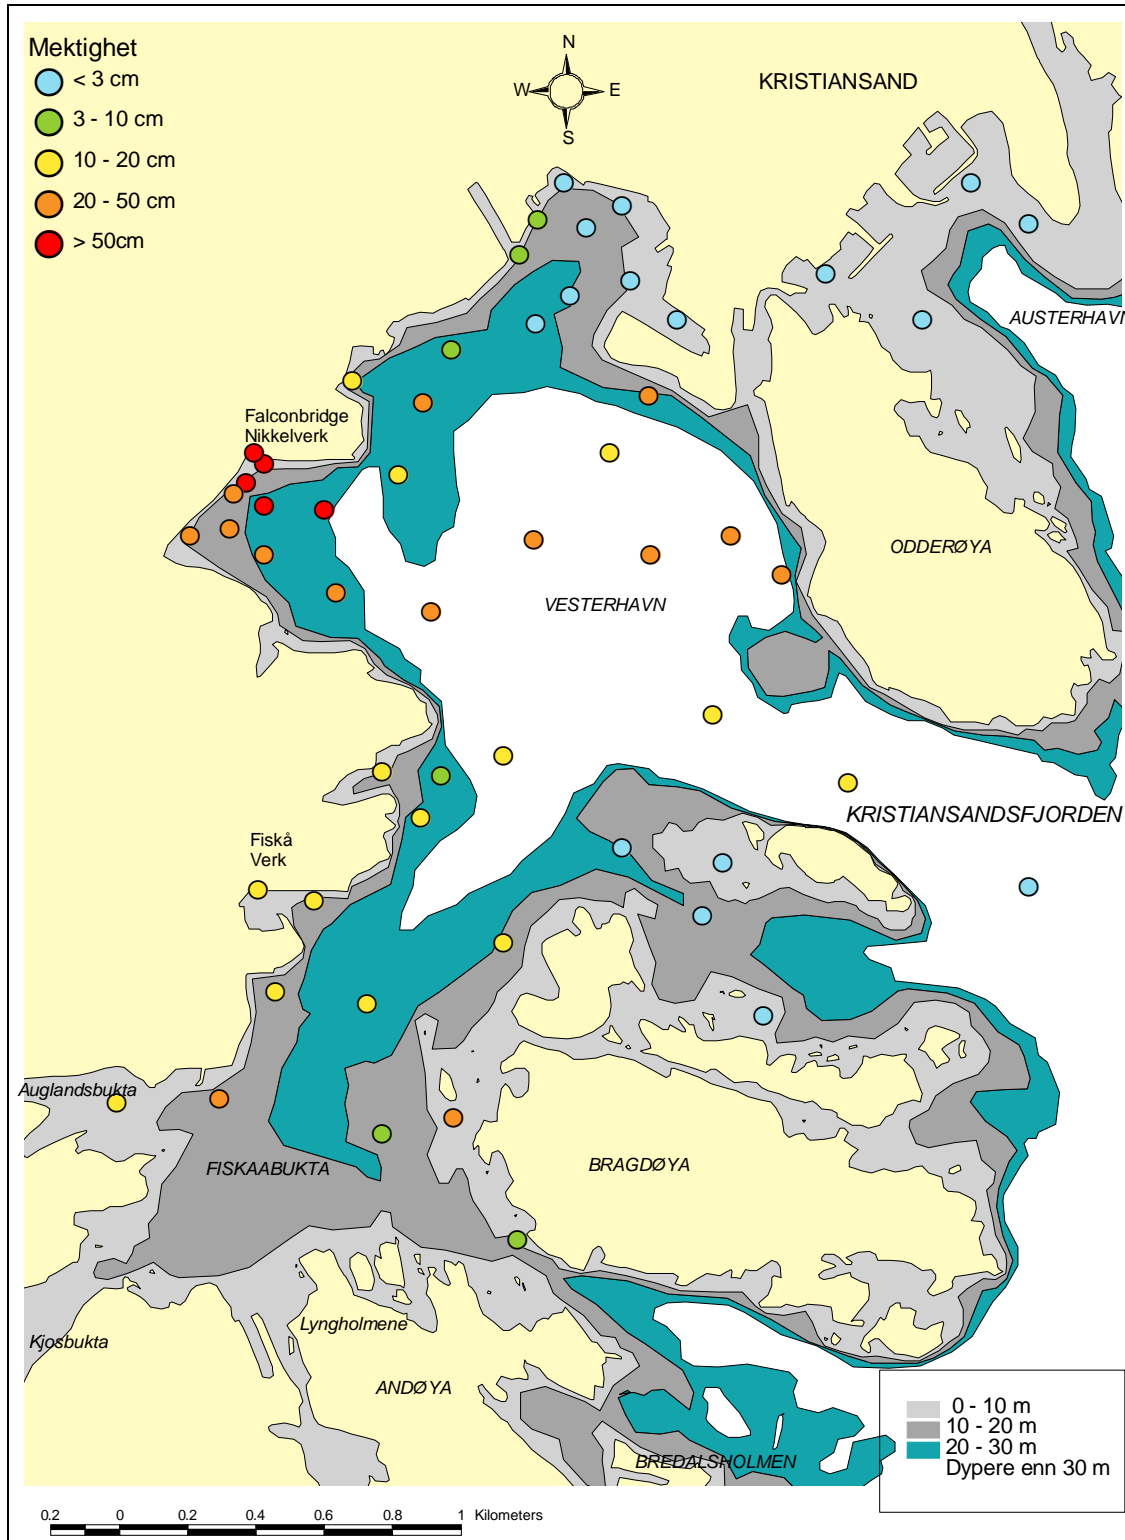 Mektighet
< 3 cm
3 - 10 cm
10 - 20 cm
20 - 50 cm
> 50cm
N
W
E
S
KRISTIANSAND
AUSTERHAVN
Falconbridge
Nikkelverk
ODDERØYA
VESTERHAVN
KRISTIANSANDSFJORDEN
Fiskå
Verk
Auglandsbukta
FISKAABUKTA
BRAGDØYA
Lyngholmene
Kjosbukta
ANDØYA
BREDALSHOLMEN
0 - 10 m
10 - 20 m
20 - 30 m
Dypere enn 30 m
0.2 0 0.2 0.4 0.6 0.8 1 Kilometers